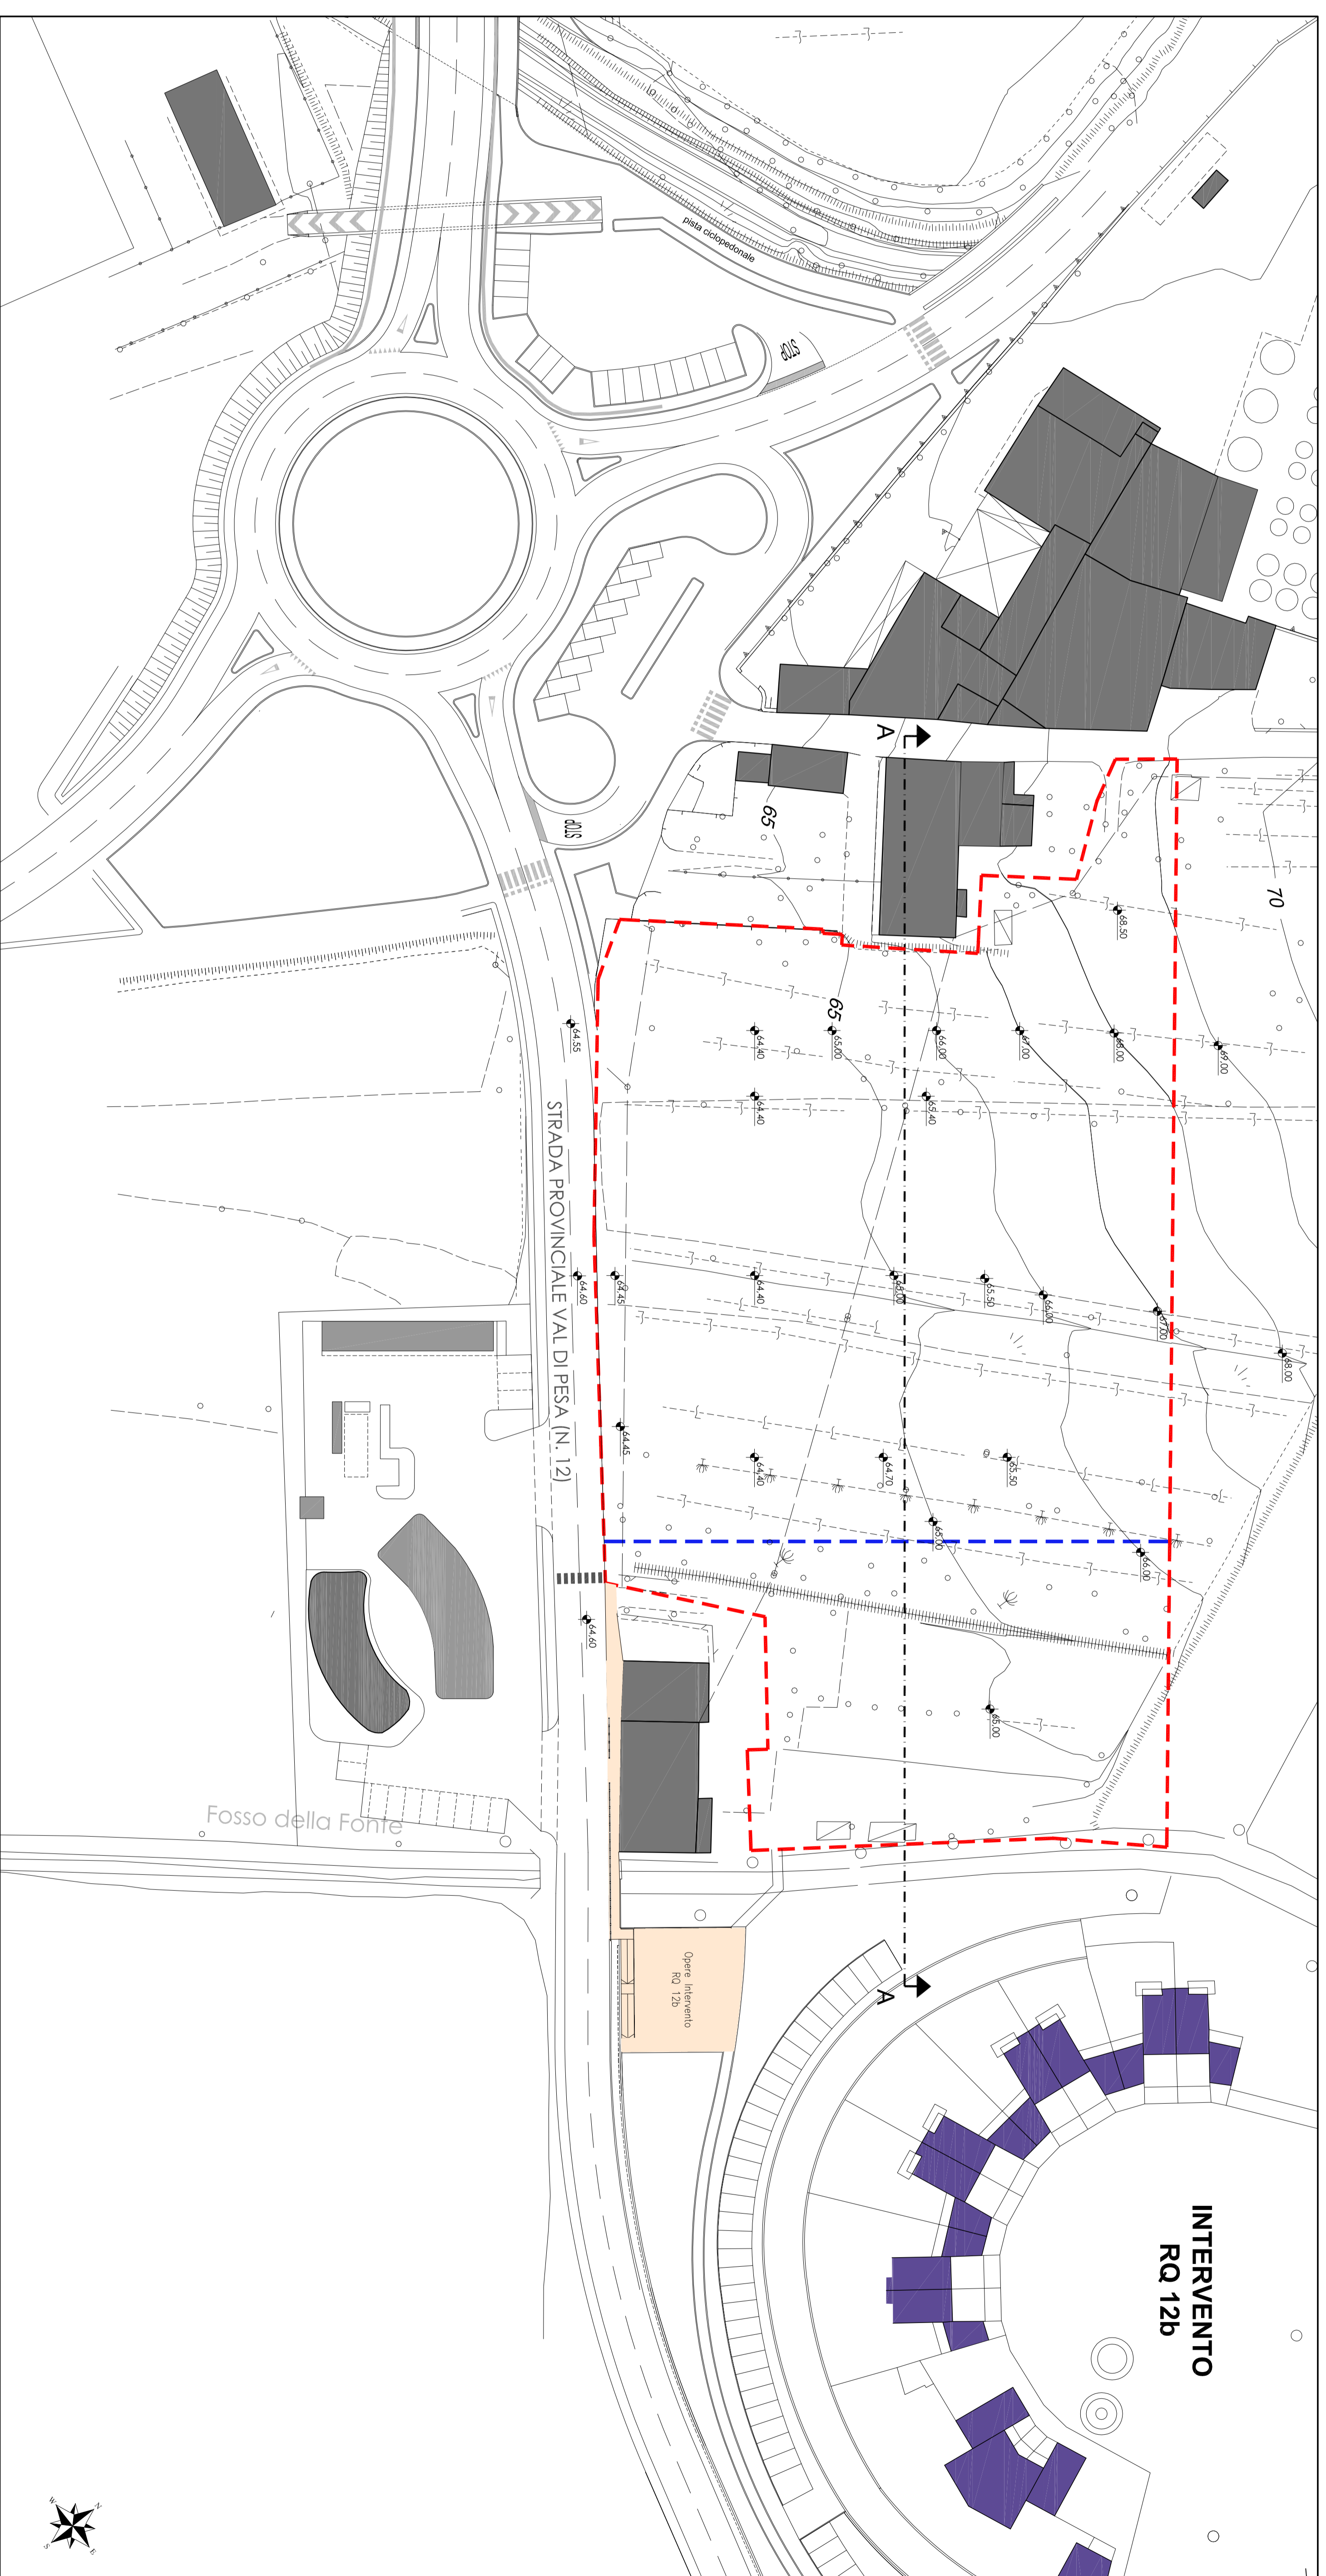 pista ciclopedonale
STOP
STOP
A
65
70
68.50
65
64.55
64.40
65.00
66.00
67.00
68.00
69.00
64.40
65.40
STRADA PROVINCIALE VAL DI PESA (N. 12)
64.60
64.45
64.40
65.00
65.50
66.00
67.00
68.00
64.45
64.40
64.70
65.50
65.00
66.00
64.60
65.00
Fosso della Fonte
Opere Intervento
RQ 12b
A
INTERVENTO
RQ 12b
W
N
S
E